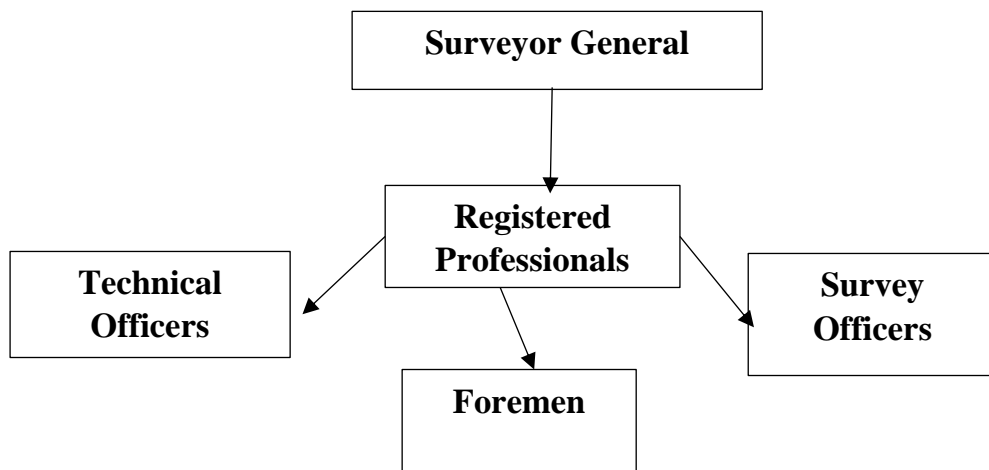 Surveyor General
Registered
Professionals
Technical
Officers
Survey
Officers
Foremen